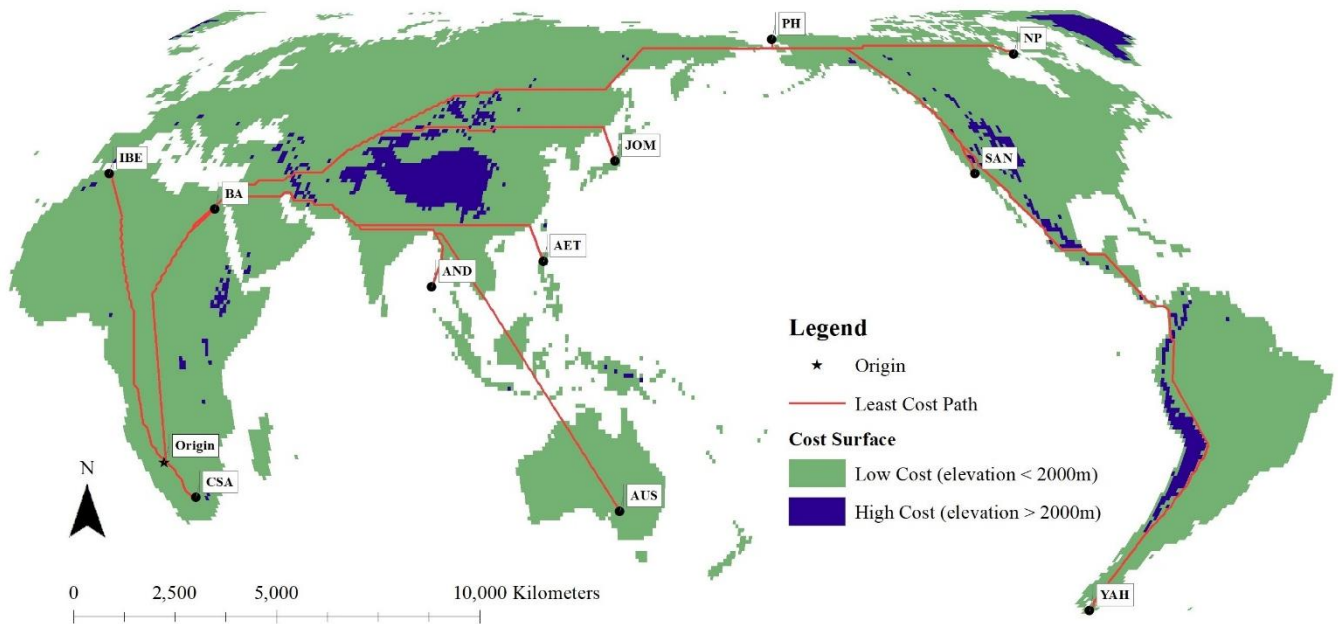 PH
NP
IBE
JOM
SAN
BA
AET
AND
Legend
Origin
Least Cost Path
Origin
Cost Surface
N
CSA
Low Cost (elevation < 2000m)
AUS
High Cost (elevation > 2000m)
YAH
0 2,500 5,000 10,000 Kilometers